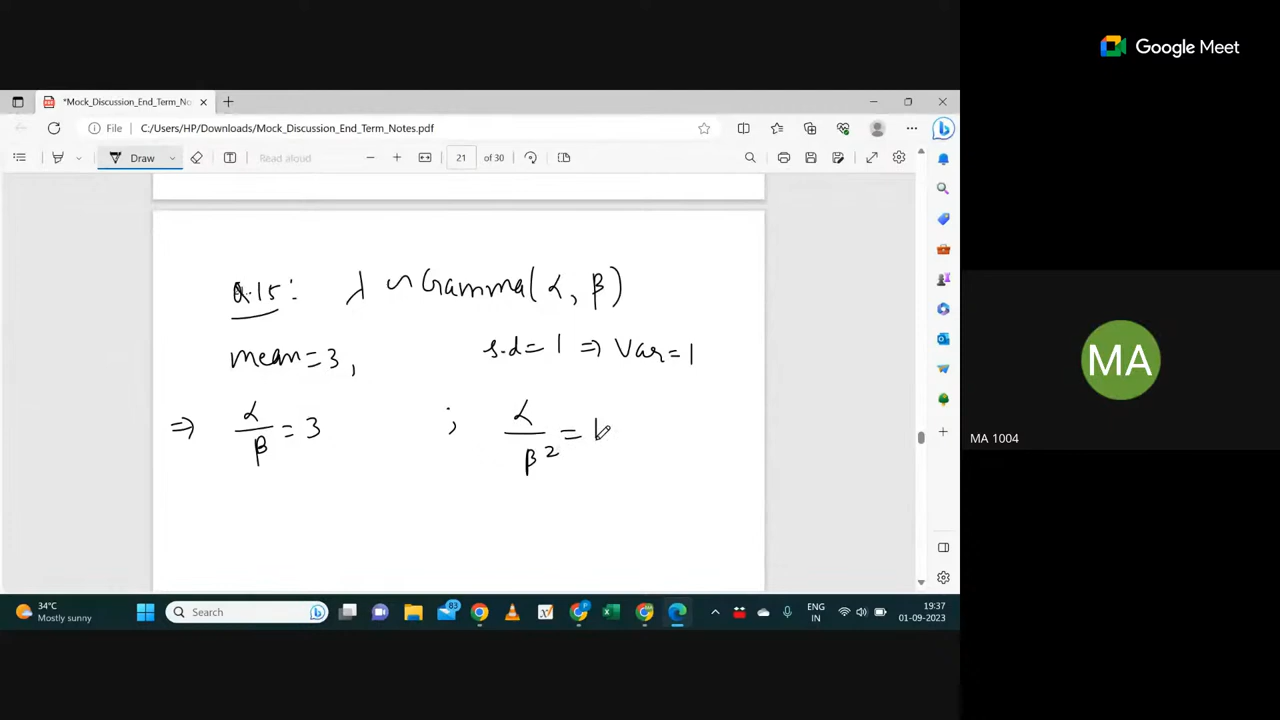 Google Meet
*Mock_Discussion_End_Term_No
File C:/Users/HP/Downloads/Mock_Discussion_End_Term_Notes.pdf
Draw Read aloud 21 of 30
Q.15: λ ~ Gamma(α, β)
mean = 3, s.d = 1 ⇒ Var = 1
⇒ α/β = 3 ; α/β² = 1
MA
MA 1004
34°C
Mostly sunny
Search
83
ENG
IN
19:37
01-09-2023